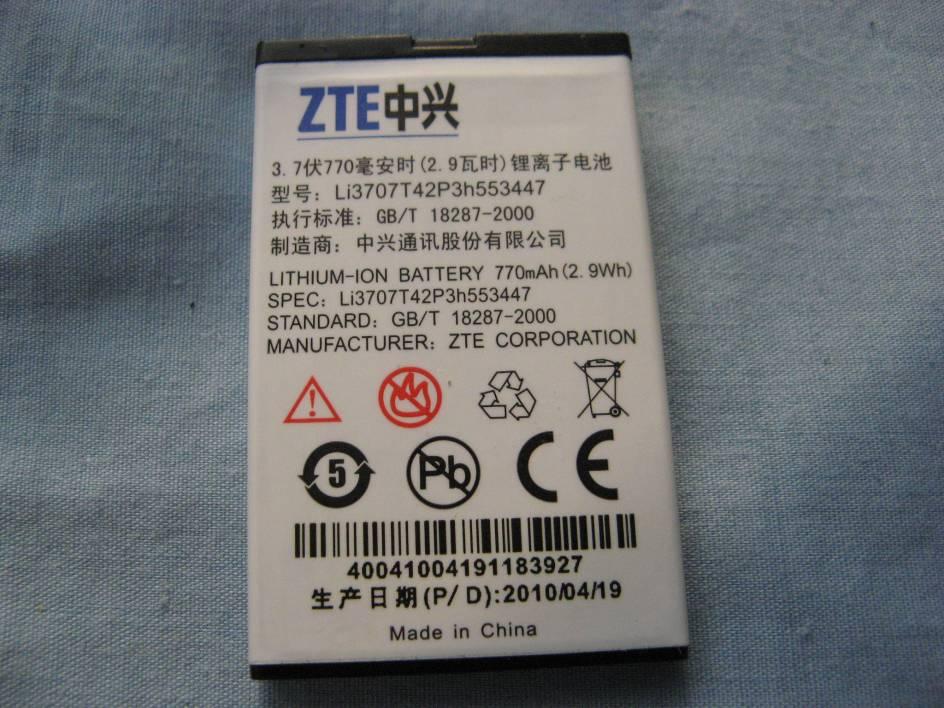 ZTE中兴
3.7伏770毫安时(2.9瓦时)锂离子电池
型号: Li3707T42P3h553447
执行标准: GB/T 18287-2000
制造商: 中兴通讯股份有限公司
LITHIUM-ION BATTERY 770mAh(2.9Wh)
SPEC: Li3707T42P3h553447
STANDARD: GB/T 18287-2000
MANUFACTURER: ZTE CORPORATION
5 Pb CE
40041004191183927
生产日期(P/D):2010/04/19
Made in China